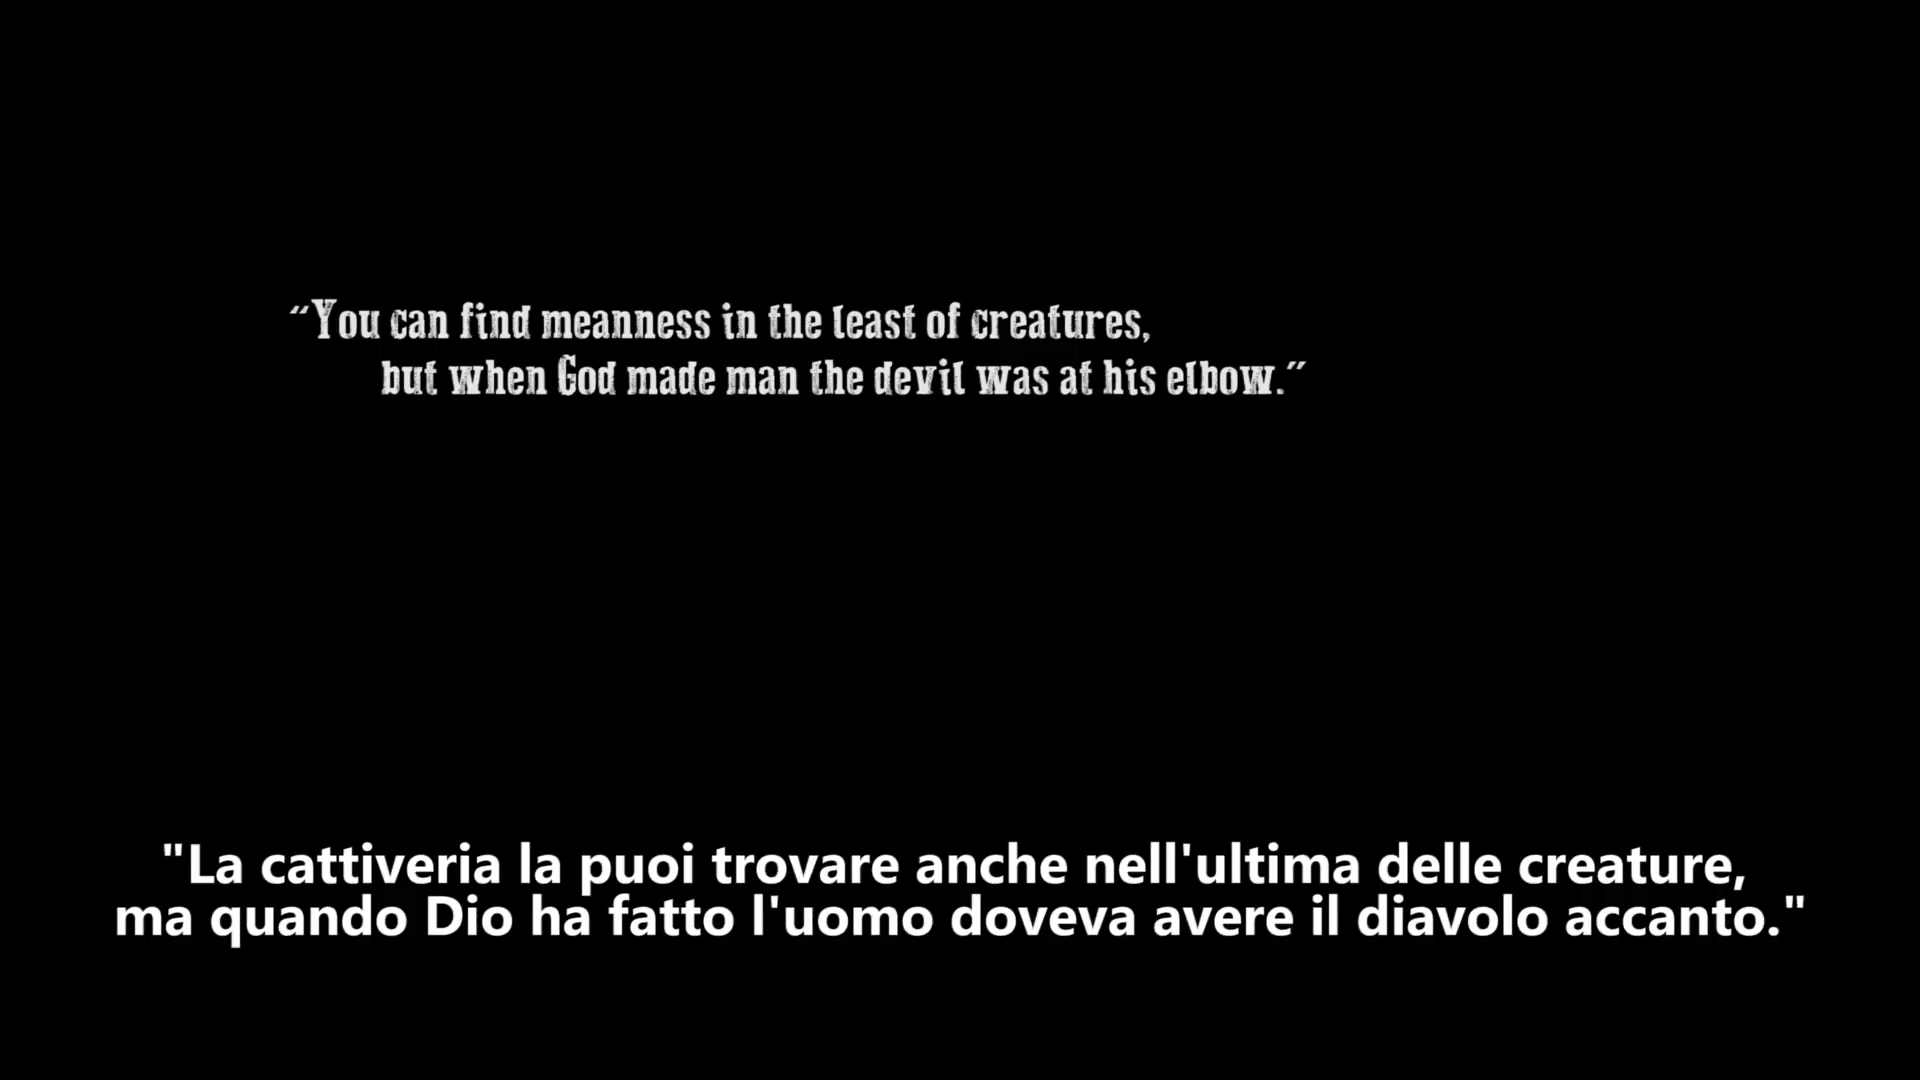 “You can find meanness in the least of creatures,
but when God made man the devil was at his elbow.”
"La cattiveria la puoi trovare anche nell'ultima delle creature,
ma quando Dio ha fatto l'uomo doveva avere il diavolo accanto."